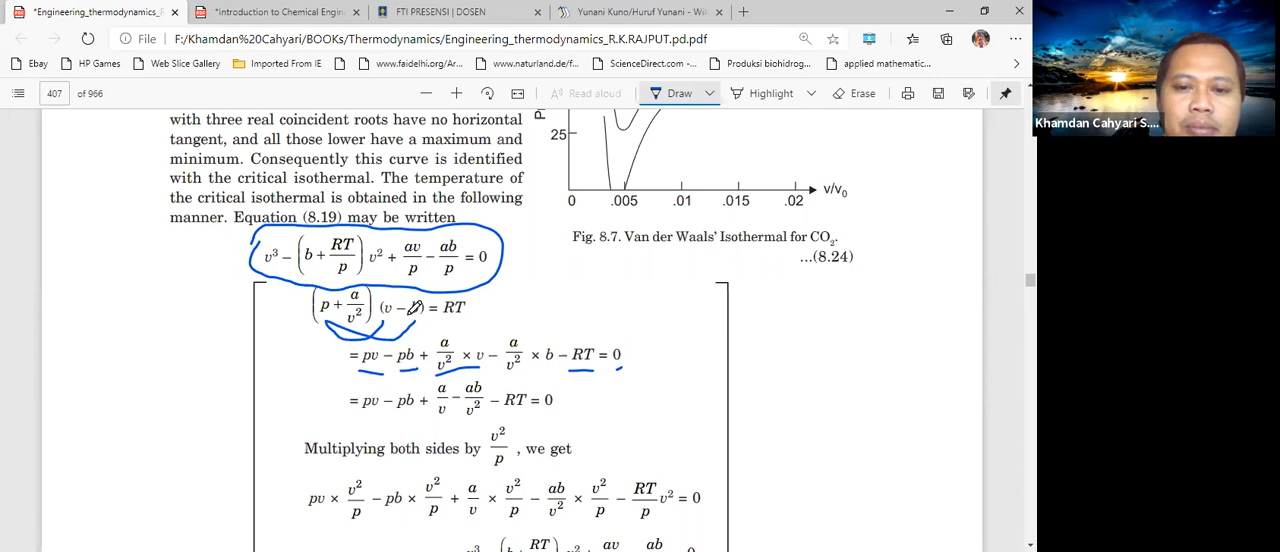 *Engineering_thermodynamics_
*Introduction to Chemical Engin
FTI PRESENSI | DOSEN
Yunani Kuno/Huruf Yunani - Wik
File F:/Khamdan%20Cahyari/BOOKs/Thermodynamics/Engineering_thermodynamics_R.K.RAJPUT.pd.pdf
Ebay HP Games Web Slice Gallery Imported From IE www.faidelhi.org/Ar... www.naturland.de/f... ScienceDirect.com -... Produksi biohidrog... applied mathematic...
407 of 966 Read aloud Draw Highlight Erase
Khamdan Cahyari S....
with three real coincident roots have no horizontal
tangent, and all those lower have a maximum and
minimum. Consequently this curve is identified
with the critical isothermal. The temperature of
the critical isothermal is obtained in the following
manner. Equation (8.19) may be written
25
0 .005 .01 .015 .02 v/v₀
Fig. 8.7. Van der Waals' Isothermal for CO₂.
v³ – (b + RT/p) v² + av/p – ab/p = 0 ...(8.24)
(p + a/v²) (v – b) = RT
= pv – pb + a/v² × v – a/v² × b – RT = 0
= pv – pb + a/v – ab/v² – RT = 0
Multiplying both sides by v²/p, we get
pv × v²/p – pb × v²/p + a/v × v²/p – ab/v² × v²/p – RT/p v² = 0